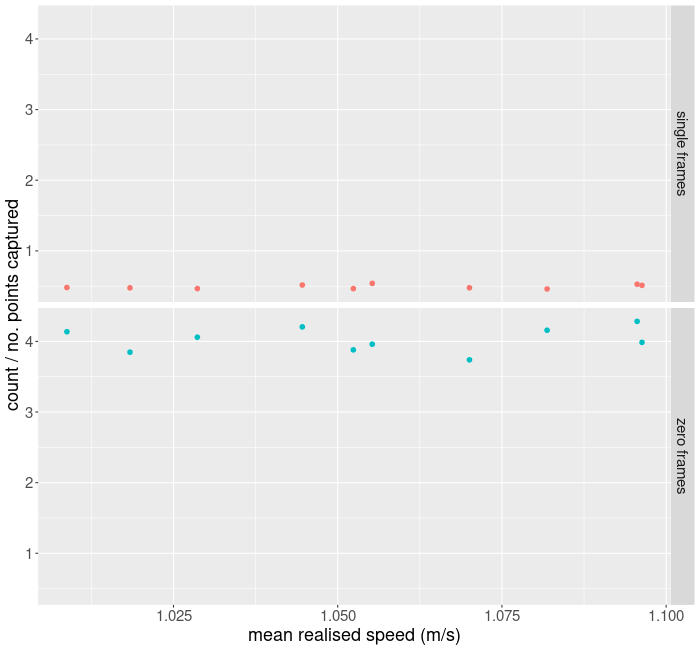 count / no. points captured
4
3
2
1
single frames
4
3
2
1
zero frames
1.025 1.050 1.075 1.100
mean realised speed (m/s)